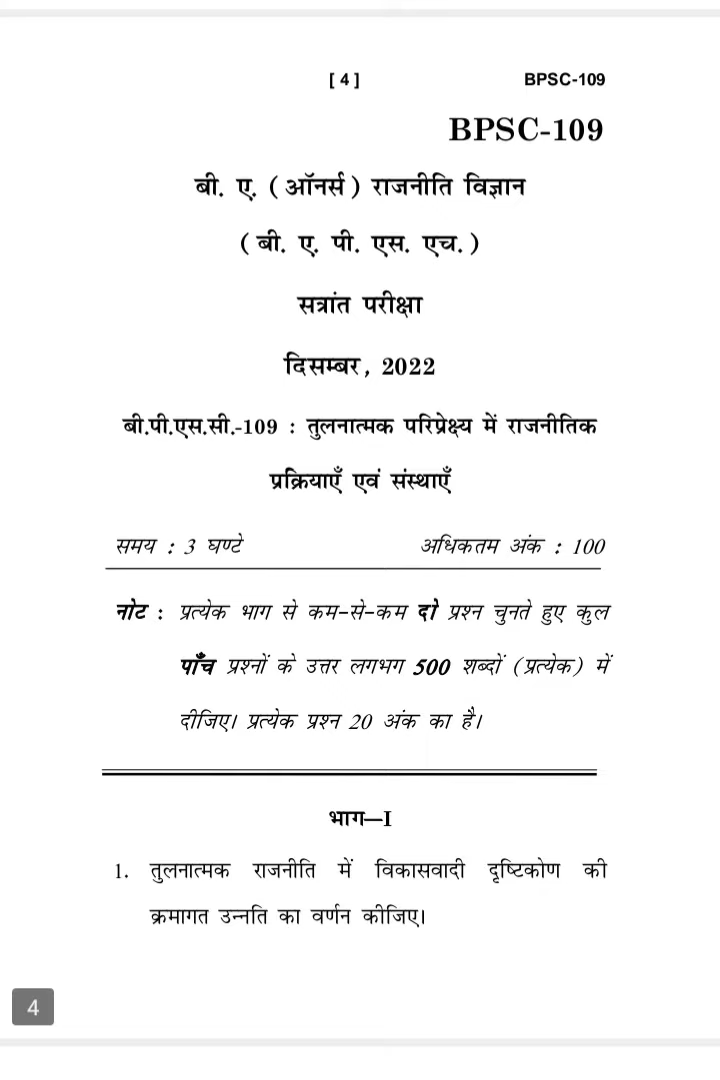 [ 4 ] BPSC-109
BPSC-109
बी. ए. ( ऑनर्स ) राजनीति विज्ञान
( बी. ए. पी. एस. एच. )
सत्रांत परीक्षा
दिसम्बर, 2022
बी.पी.एस.सी.-109 : तुलनात्मक परिप्रेक्ष्य में राजनीतिक
प्रक्रियाएँ एवं संस्थाएँ
समय : 3 घण्टे अधिकतम अंक : 100
नोट : प्रत्येक भाग से कम-से-कम दो प्रश्न चुनते हुए कुल
पाँच प्रश्नों के उत्तर लगभग 500 शब्दों (प्रत्येक) में
दीजिए। प्रत्येक प्रश्न 20 अंक का है।
भाग—I
1. तुलनात्मक राजनीति में विकासवादी दृष्टिकोण की
क्रमागत उन्नति का वर्णन कीजिए।
4